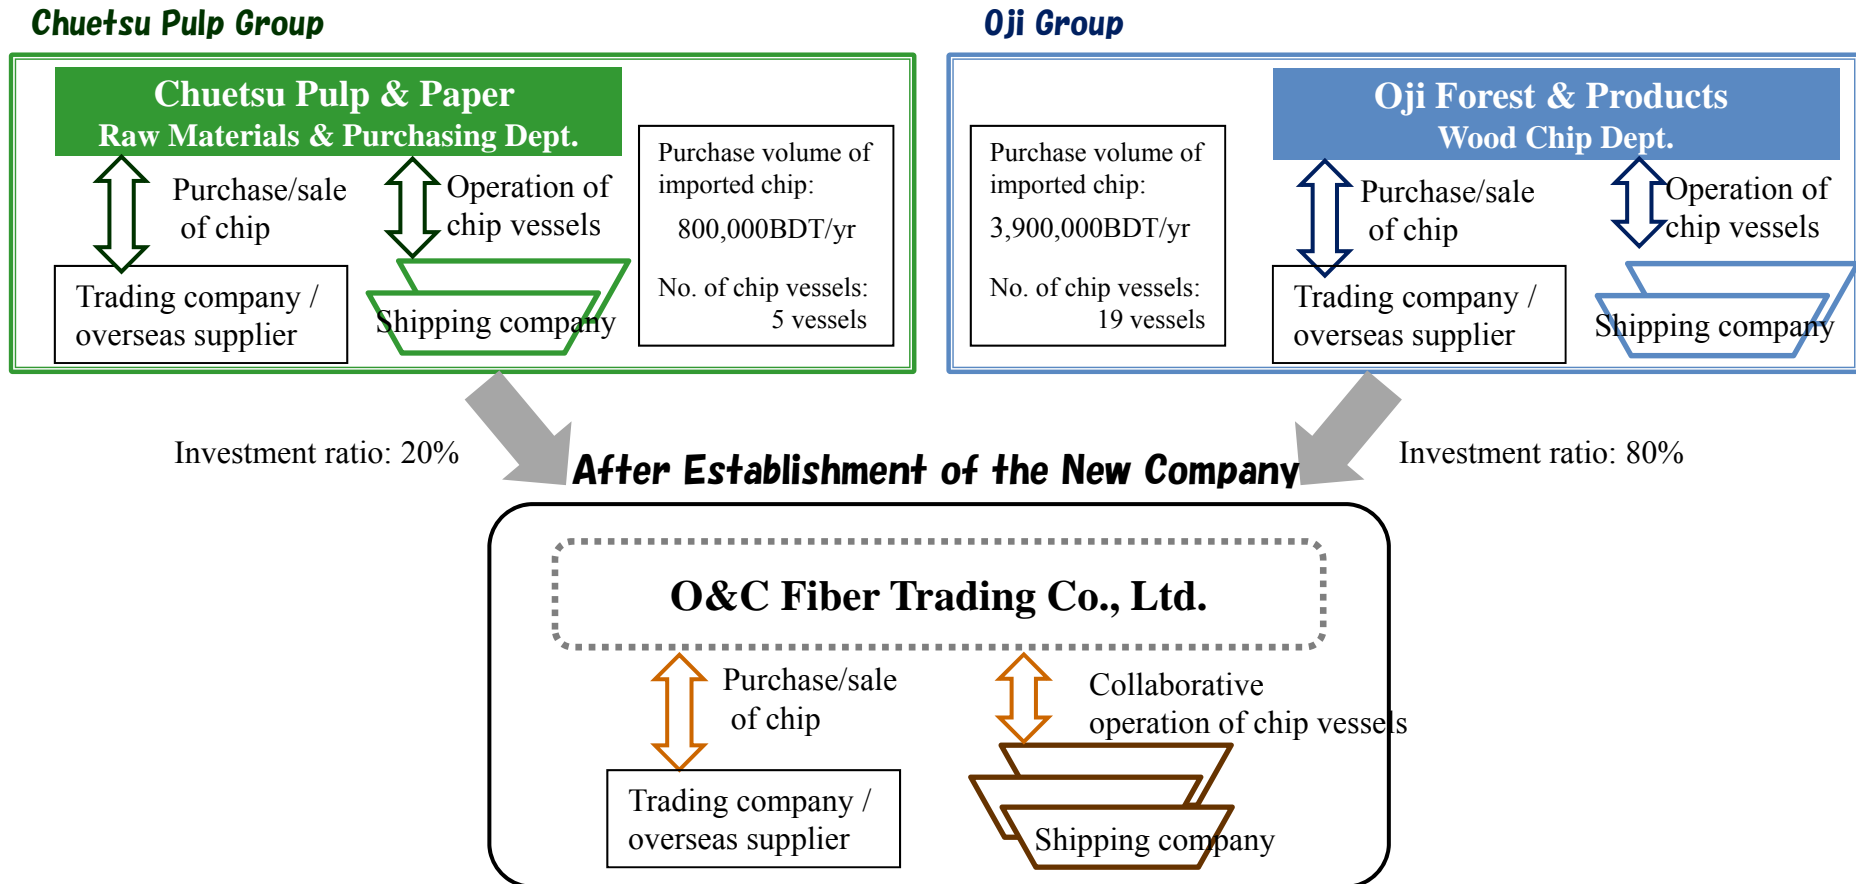 Chuetsu Pulp Group
Chuetsu Pulp & Paper
Raw Materials & Purchasing Dept.
Purchase/sale
of chip
Operation of
chip vessels
Trading company /
overseas supplier
Shipping company
Purchase volume of
imported chip:
800,000BDT/yr
No. of chip vessels:
5 vessels
Oji Group
Purchase volume of
imported chip:
3,900,000BDT/yr
No. of chip vessels:
19 vessels
Oji Forest & Products
Wood Chip Dept.
Purchase/sale
of chip
Operation of
chip vessels
Trading company /
overseas supplier
Shipping company
Investment ratio: 20%
Investment ratio: 80%
After Establishment of the New Company
O&C Fiber Trading Co., Ltd.
Purchase/sale
of chip
Collaborative
operation of chip vessels
Trading company /
overseas supplier
Shipping company